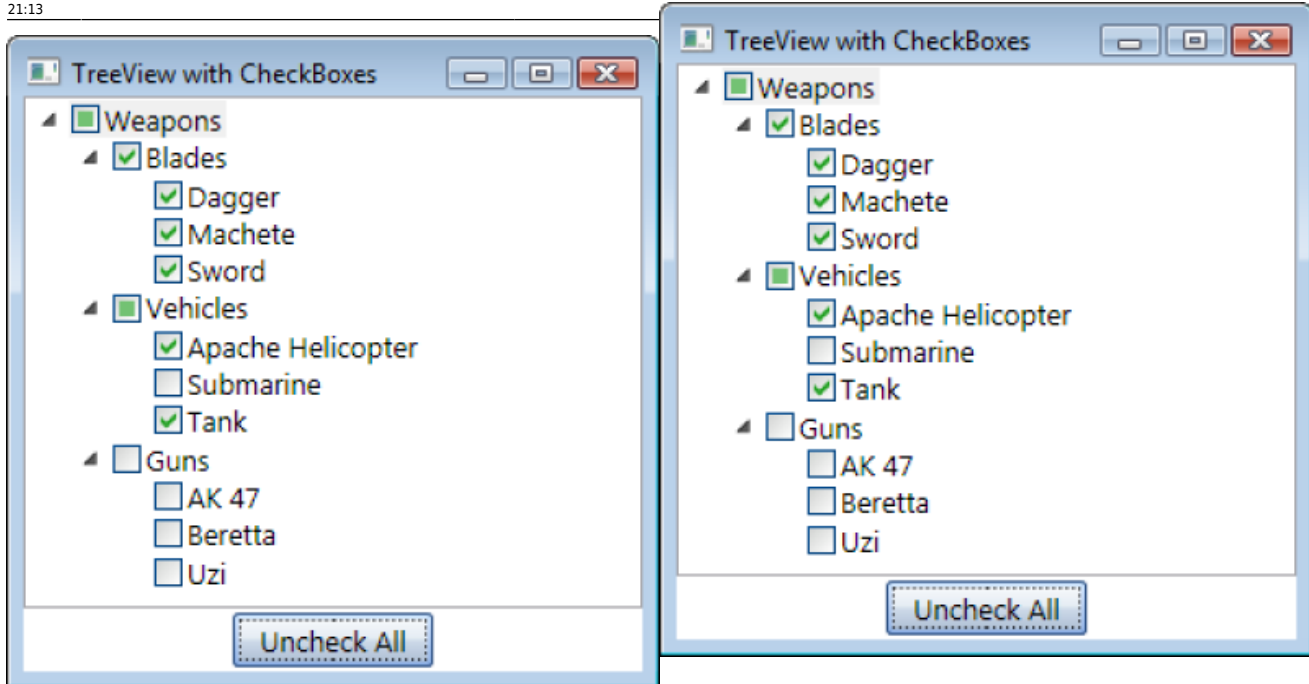 21:13
TreeView with CheckBoxes
Weapons
Blades
Dagger
Machete
Sword
Vehicles
Apache Helicopter
Submarine
Tank
Guns
AK 47
Beretta
Uzi
Uncheck All
TreeView with CheckBoxes
Weapons
Blades
Dagger
Machete
Sword
Vehicles
Apache Helicopter
Submarine
Tank
Guns
AK 47
Beretta
Uzi
Uncheck All